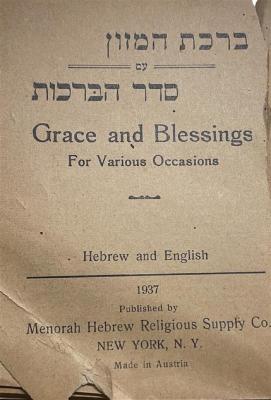 ברכת המזון
עם
סדר הברכות
Grace and Blessings
For Various Occasions
Hebrew and English
1937
Published by
Menorah Hebrew Religious Supply Co.
NEW YORK, N. Y.
Made in Austria